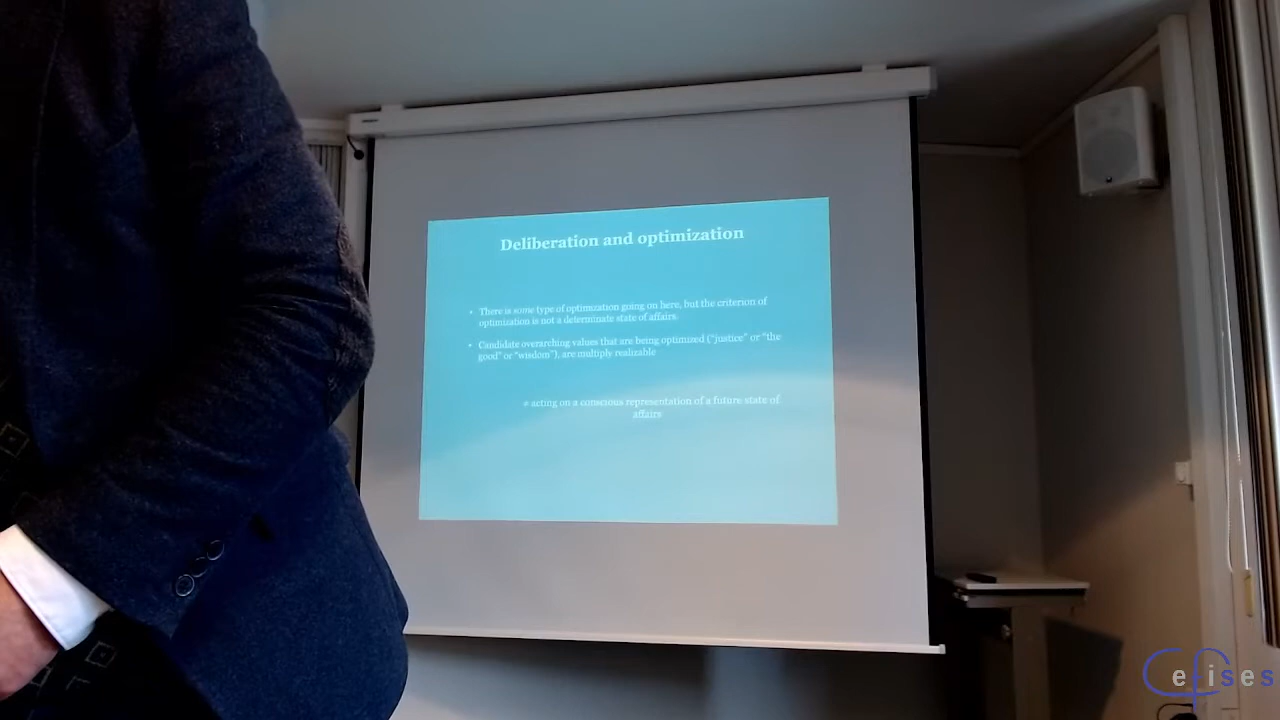 Deliberation and optimization
• There is some type of optimization going on here, but the criterion of
optimization is not a determinate state of affairs.
• Candidate overarching values that are being optimized (“justice” or “the
good” or “wisdom”), are multiply realizable
≠ acting on a conscious representation of a future state of
affairs
Cefises